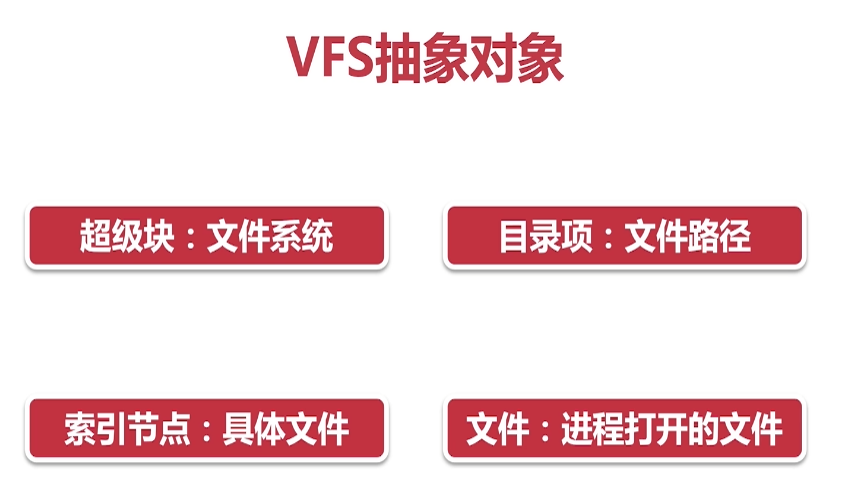 VFS抽象对象
超级块：文件系统
目录项：文件路径
索引节点：具体文件
文件：进程打开的文件